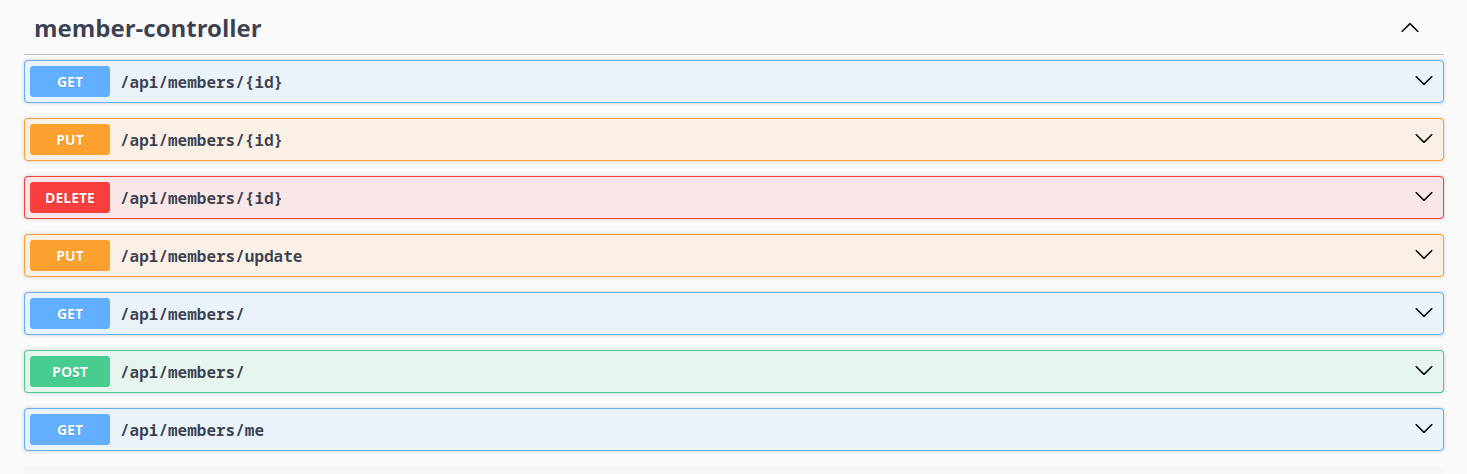 member-controller
GET /api/members/{id}
PUT /api/members/{id}
DELETE /api/members/{id}
PUT /api/members/update
GET /api/members/
POST /api/members/
GET /api/members/me